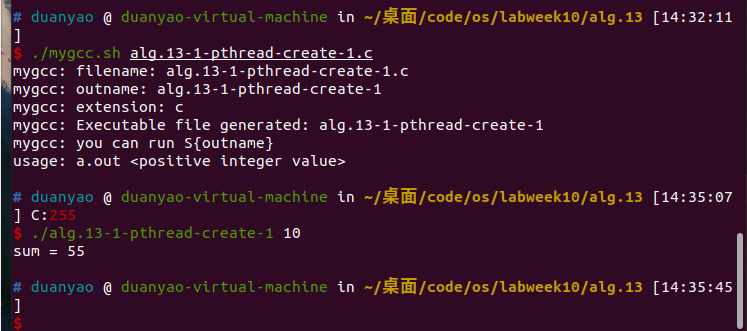 # duanyao @ duanyao-virtual-machine in ~/桌面/code/os/labweek10/alg.13 [14:32:11
]
$ ./mygcc.sh alg.13-1-pthread-create-1.c
mygcc: filename: alg.13-1-pthread-create-1.c
mygcc: outname: alg.13-1-pthread-create-1
mygcc: extension: c
mygcc: Executable file generated: alg.13-1-pthread-create-1
mygcc: you can run S{outname}
usage: a.out <positive integer value>
# duanyao @ duanyao-virtual-machine in ~/桌面/code/os/labweek10/alg.13 [14:35:07
] C:255
$ ./alg.13-1-pthread-create-1 10
sum = 55
# duanyao @ duanyao-virtual-machine in ~/桌面/code/os/labweek10/alg.13 [14:35:45
]
$